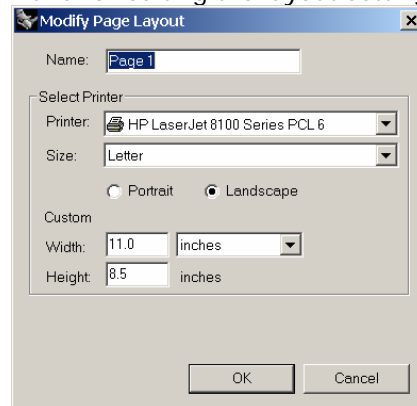 Modify Page Layout
Name: Page 1
Select Printer
Printer: HP LaserJet 8100 Series PCL 6
Size: Letter
Portrait Landscape
Custom
Width: 11.0 inches
Height: 8.5 inches
OK Cancel